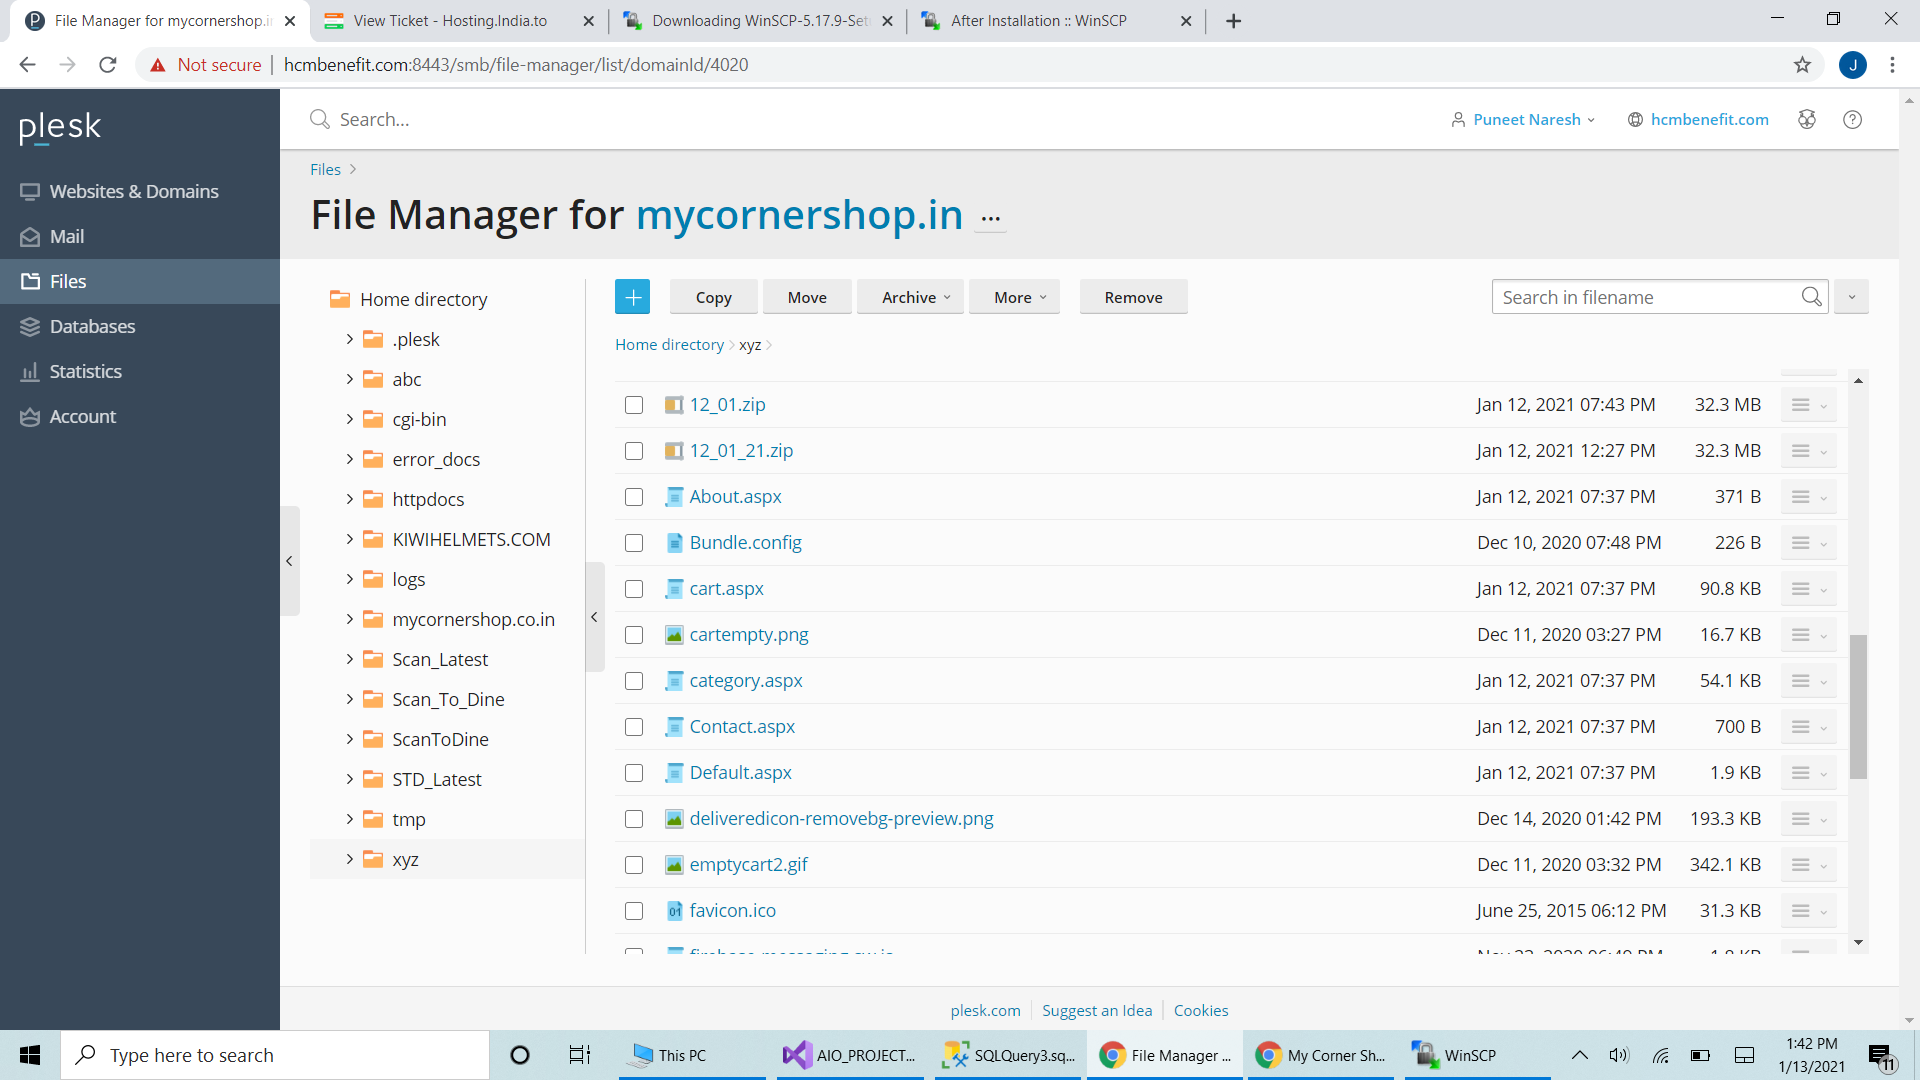 File Manager for mycornershop.in
View Ticket - Hosting.India.to
Downloading WinSCP-5.17.9-Setu
After Installation :: WinSCP
Not secure
hcmbenefit.com:8443/smb/file-manager/list/domainId/4020
J
plesk
Search...
Puneet Naresh
hcmbenefit.com
Websites & Domains
Mail
Files
Databases
Statistics
Account
Files
File Manager for mycornershop.in ...
Home directory
.plesk
abc
cgi-bin
error_docs
httpdocs
KIWIHELMETS.COM
logs
mycornershop.co.in
Scan_Latest
Scan_To_Dine
ScanToDine
STD_Latest
tmp
xyz
Copy
Move
Archive
More
Remove
Search in filename
Home directory > xyz >
12_01.zip Jan 12, 2021 07:43 PM 32.3 MB
12_01_21.zip Jan 12, 2021 12:27 PM 32.3 MB
About.aspx Jan 12, 2021 07:37 PM 371 B
Bundle.config Dec 10, 2020 07:48 PM 226 B
cart.aspx Jan 12, 2021 07:37 PM 90.8 KB
cartempty.png Dec 11, 2020 03:27 PM 16.7 KB
category.aspx Jan 12, 2021 07:37 PM 54.1 KB
Contact.aspx Jan 12, 2021 07:37 PM 700 B
Default.aspx Jan 12, 2021 07:37 PM 1.9 KB
deliveredicon-removebg-preview.png Dec 14, 2020 01:42 PM 193.3 KB
emptycart2.gif Dec 11, 2020 03:32 PM 342.1 KB
favicon.ico June 25, 2015 06:12 PM 31.3 KB
plesk.com
Suggest an Idea
Cookies
Type here to search
This PC
AIO_PROJECT...
SQLQuery3.sq...
File Manager ...
My Corner Sh...
WinSCP
1:42 PM
1/13/2021
11